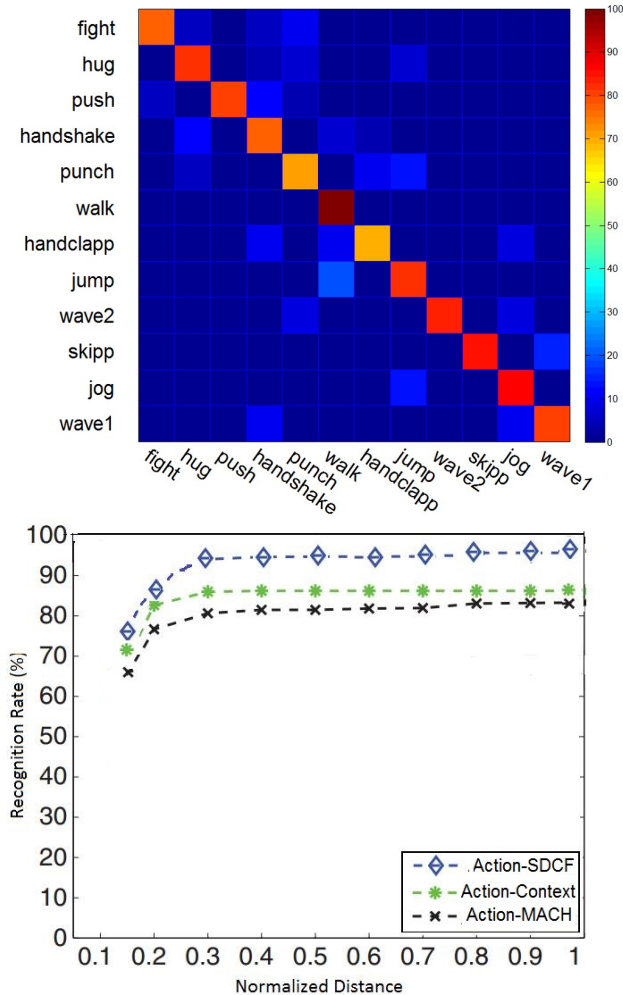 fight
hug
push
handshake
punch
walk
handclapp
jump
wave2
skipp
jog
wave1
fight hug push handshake punch walk handclapp jump wave2 skipp jog wave1
100
90
80
70
60
50
40
30
20
10
0
Recognition Rate (%)
100
90
80
70
60
50
40
30
20
10
0
Action-SDCF
Action-Context
Action-MACH
0.1 0.2 0.3 0.4 0.5 0.6 0.7 0.8 0.9 1
Normalized Distance